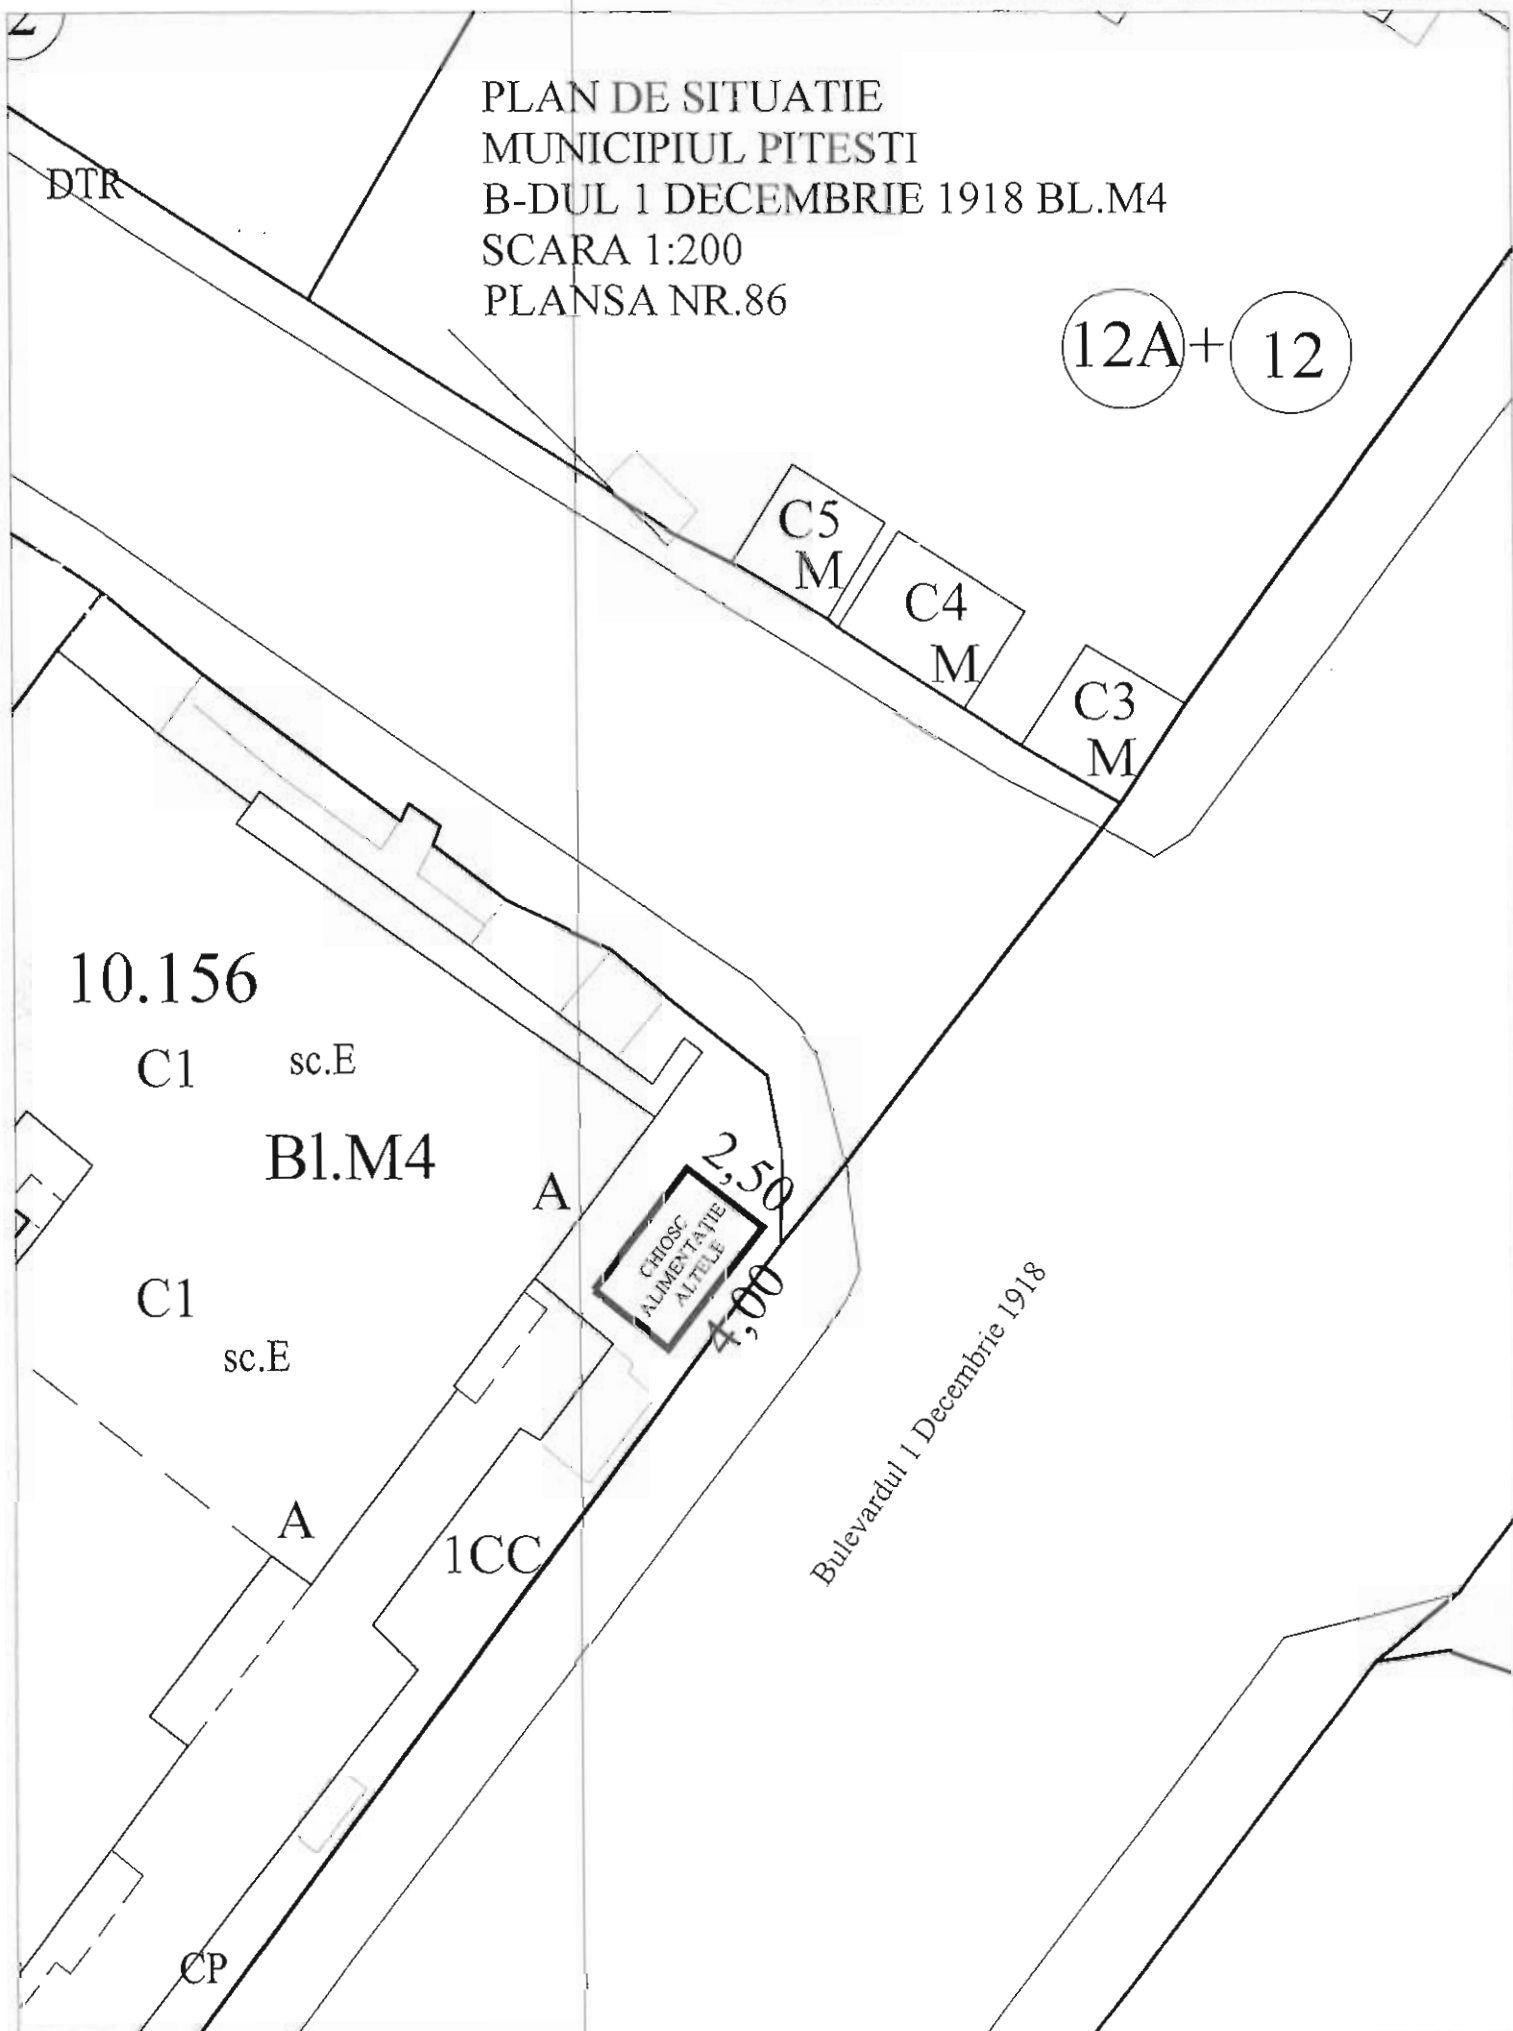 2
PLAN DE SITUATIE
MUNICIPIUL PITESTI
B-DUL 1 DECEMBRIE 1918 BL.M4
SCARA 1:200
PLANSA NR.86
DTR
12A+ 12
C5
M
C4
M
C3
M
10.156
C1 sc.E
Bl.M4
A
2,50
CHIOSC
ALIMENTAȚIE
ALTELE
4,00
C1
sc.E
Bulevardul 1 Decembrie 1918
A
1CC
CP